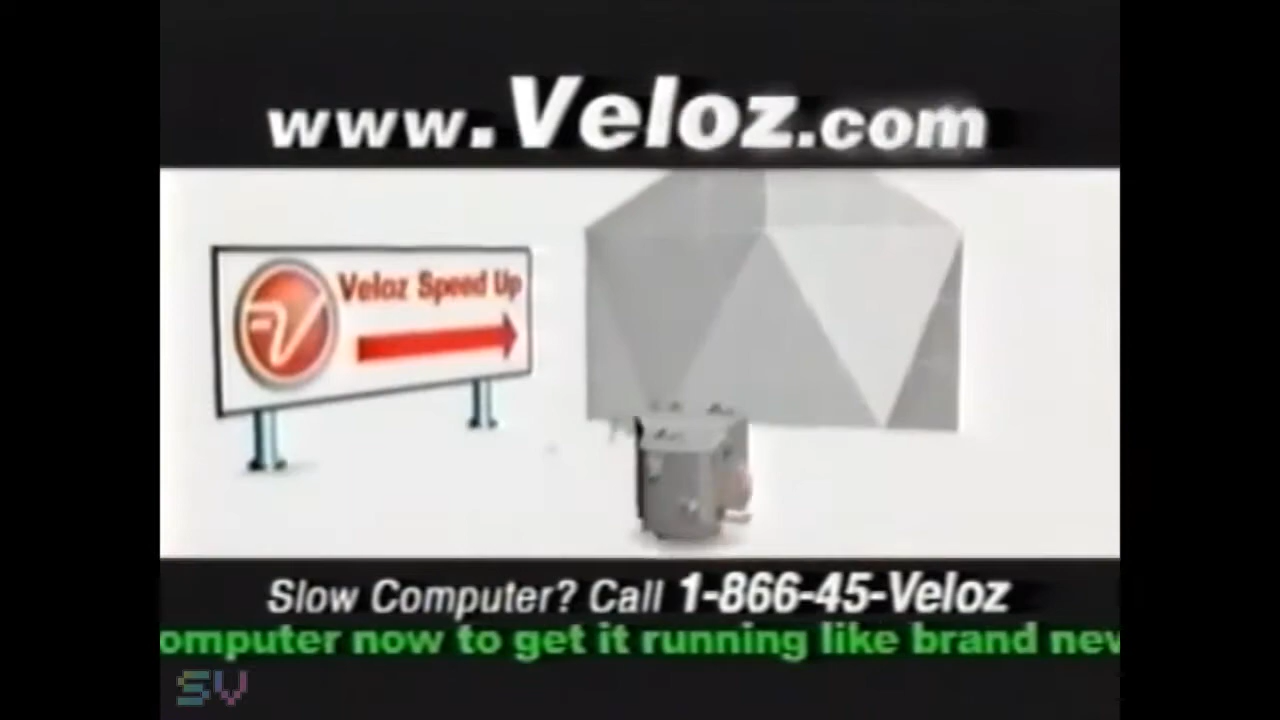 www.Veloz.com
Veloz Speed Up
Slow Computer? Call 1-866-45-Veloz
omputer now to get it running like brand new
SV